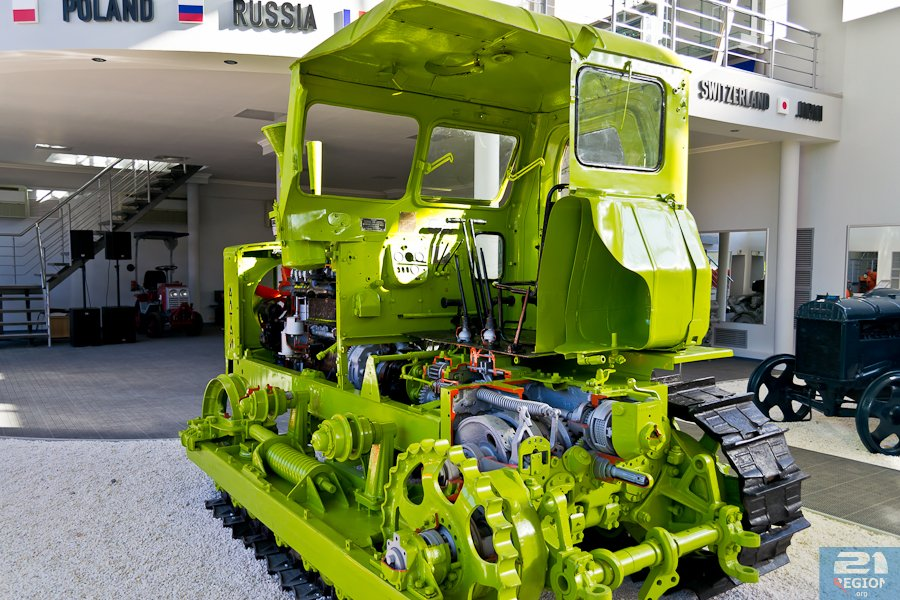 POLAND
RUSSIA
SWITZERLAND
JAPAN
21
REGION
.org